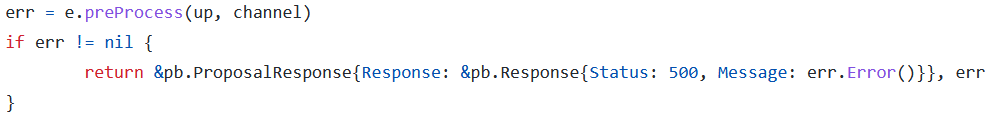 err = e.preProcess(up, channel)
if err != nil {
        return &pb.ProposalResponse{Response: &pb.Response{Status: 500, Message: err.Error()}}, err
}